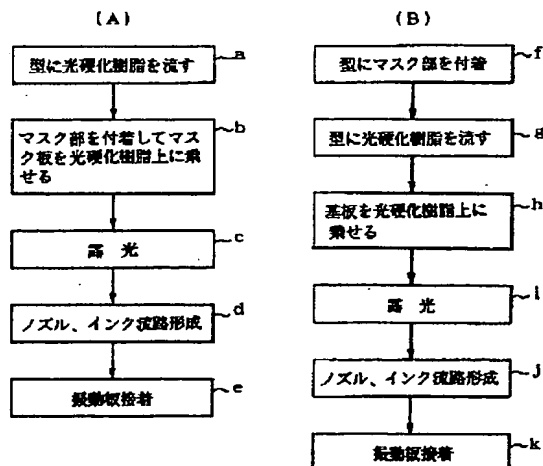 (A)
型に光硬化樹脂を流す
a
マスク部を付着してマス
ク板を光硬化樹脂上に乗
せる
b
露 光
c
ノズル、インク流路形成
d
振動板接着
e
(B)
型にマスク部を付着
f
型に光硬化樹脂を流す
g
基板を光硬化樹脂上に
乗せる
h
露 光
i
ノズル、インク流路形成
j
振動板接着
k